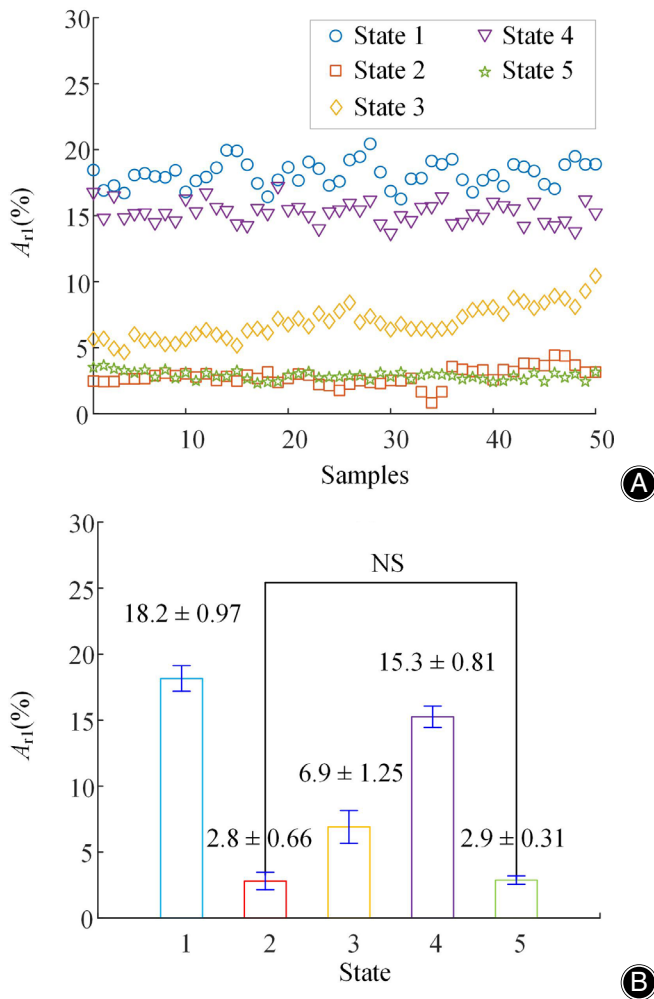 30
25
20
15
10
5
0
A_r1(%)
State 1
State 2
State 3
State 4
State 5
10
20
30
40
50
Samples
A
30
25
20
15
10
5
0
A_r1(%)
NS
18.2 ± 0.97
2.8 ± 0.66
6.9 ± 1.25
15.3 ± 0.81
2.9 ± 0.31
1
2
3
4
5
State
B